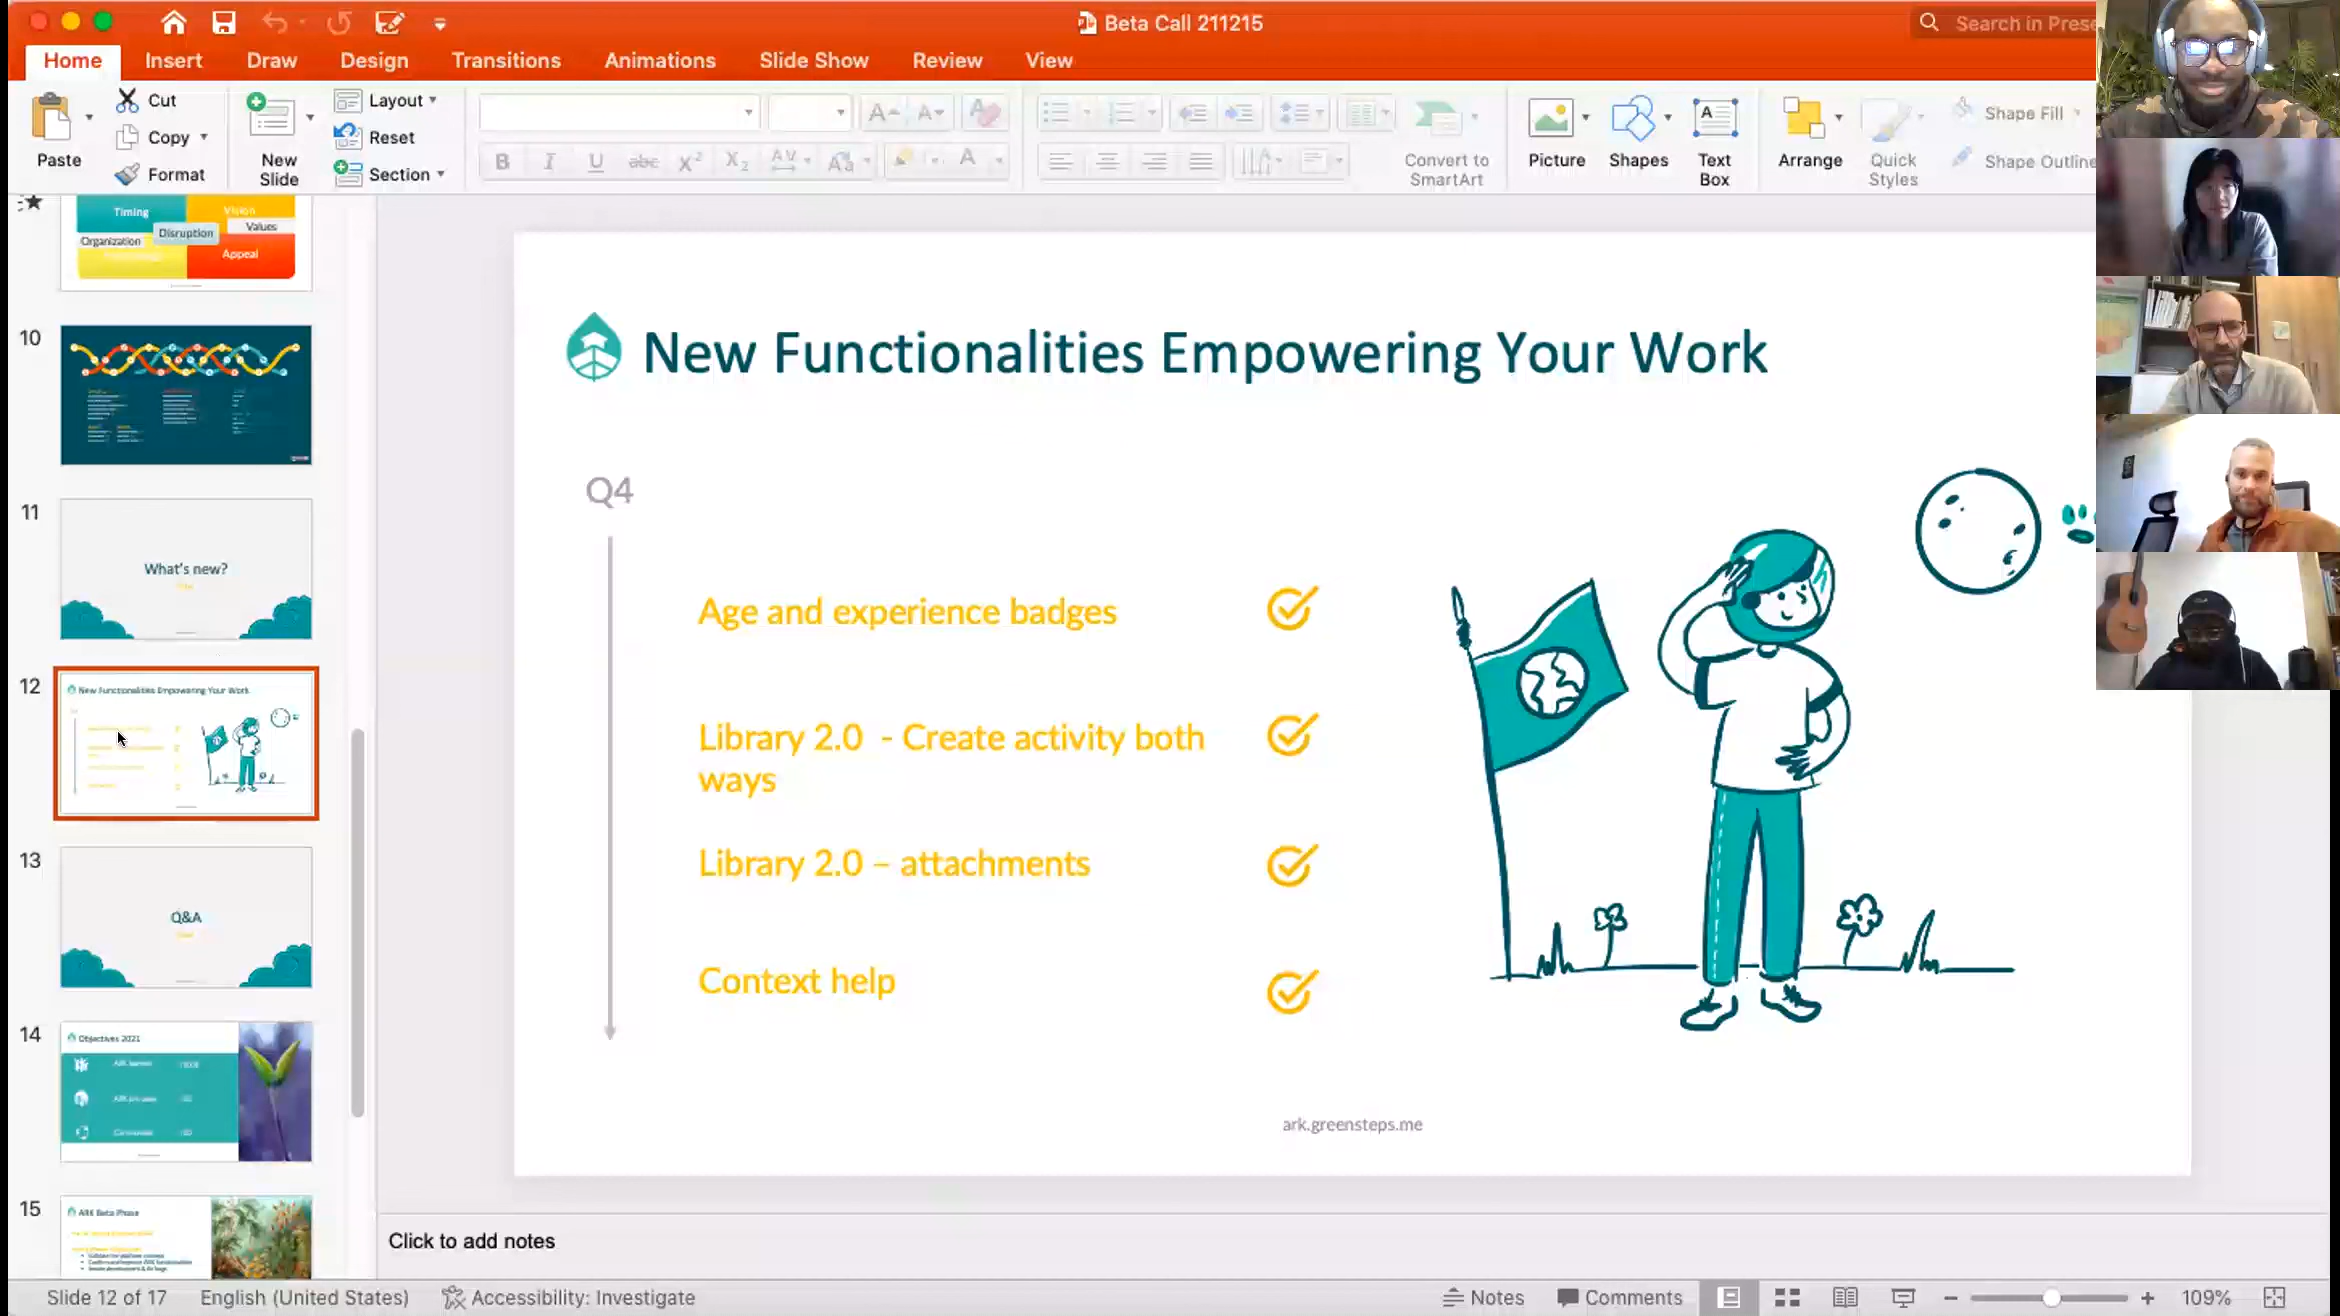 Beta Call 211215
Search in Prese
Home Insert Draw Design Transitions Animations Slide Show Review View
Paste
Cut
Copy
Format
New Slide
Layout
Reset
Section
Convert to SmartArt
Picture
Shapes
Text Box
Arrange
Quick Styles
Shape Fill
Shape Outline
Timing
Vision
Values
Disruption
Organization
Appeal
10
11
What's new?
12
New Functionalities Empowering Your Work
13
Q&A
14
Objectives 2021
15
ARK Beta Phase
New Functionalities Empowering Your Work
Q4
Age and experience badges
Library 2.0 - Create activity both
ways
Library 2.0 – attachments
Context help
ark.greensteps.me
Click to add notes
Slide 12 of 17 English (United States) Accessibility: Investigate Notes Comments 109%